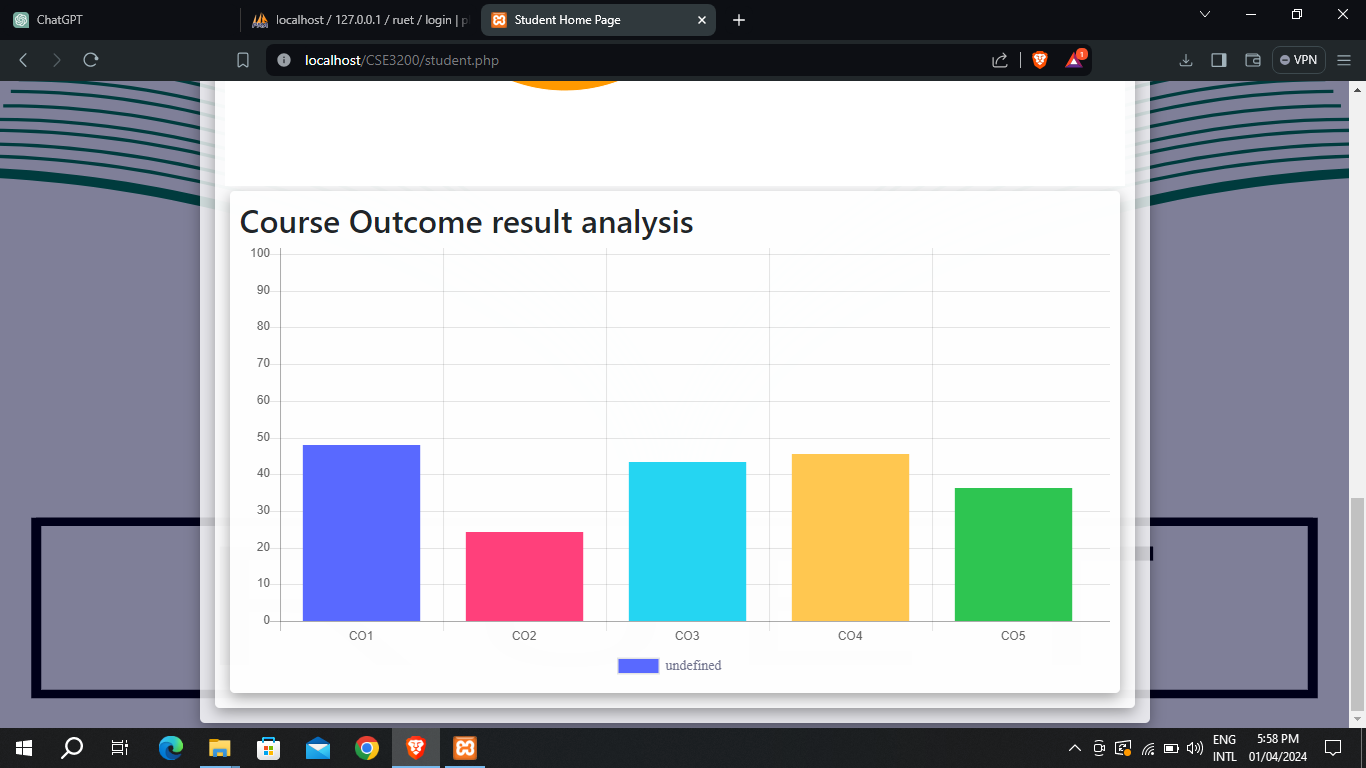 ChatGPT
localhost / 127.0.0.1 / ruet / login | p
Student Home Page
localhost/CSE3200/student.php
1
VPN
Course Outcome result analysis
100
90
80
70
60
50
40
30
20
10
0
CO1 CO2 CO3 CO4 CO5
undefined
ENG
INTL
5:58 PM
01/04/2024